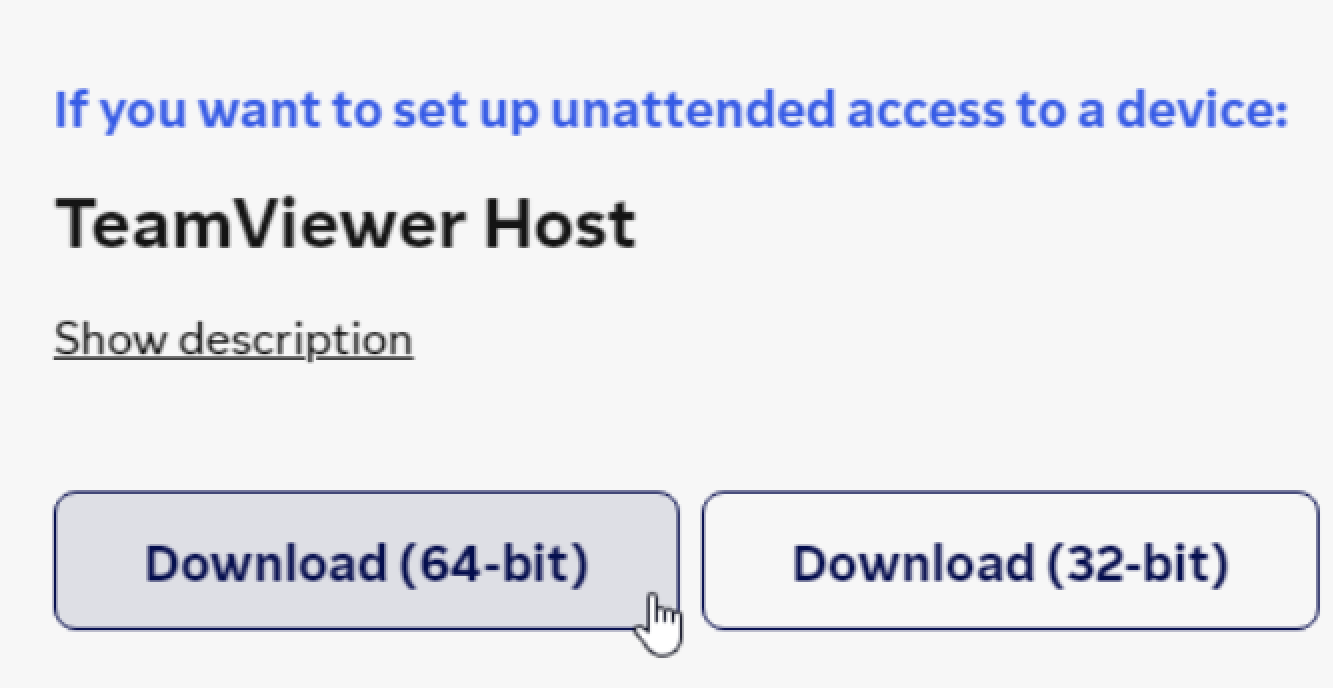 If you want to set up unattended access to a device:
TeamViewer Host
Show description
Download (64-bit)
Download (32-bit)